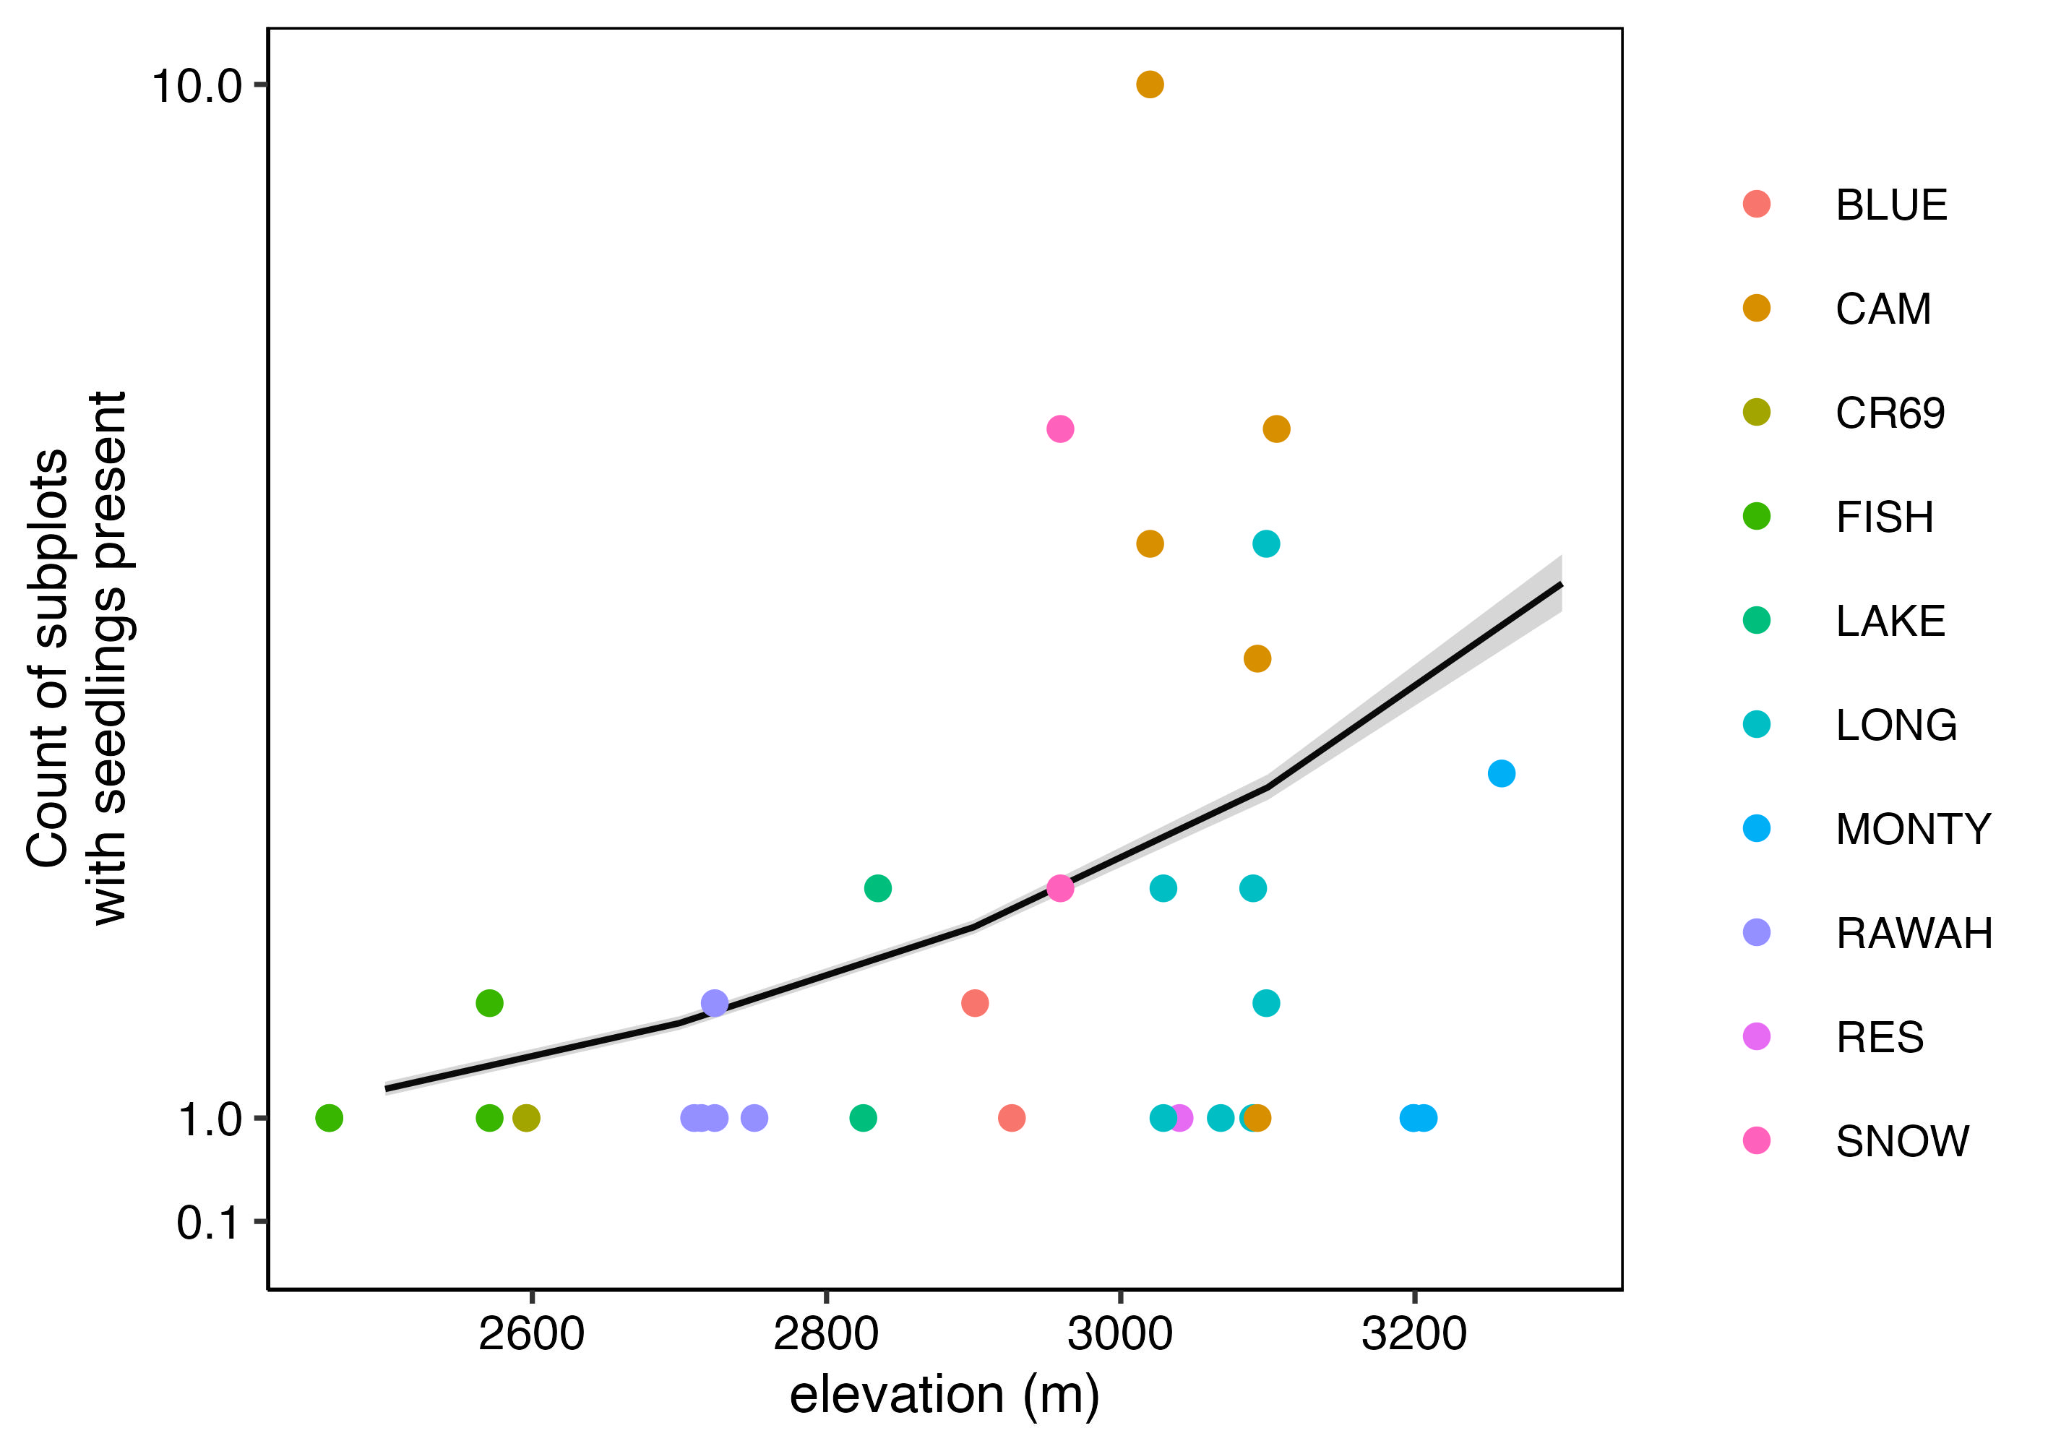 Count of subplots
with seedlings present
10.0
1.0
0.1
2600
2800
3000
3200
elevation (m)
BLUE
CAM
CR69
FISH
LAKE
LONG
MONTY
RAWAH
RES
SNOW